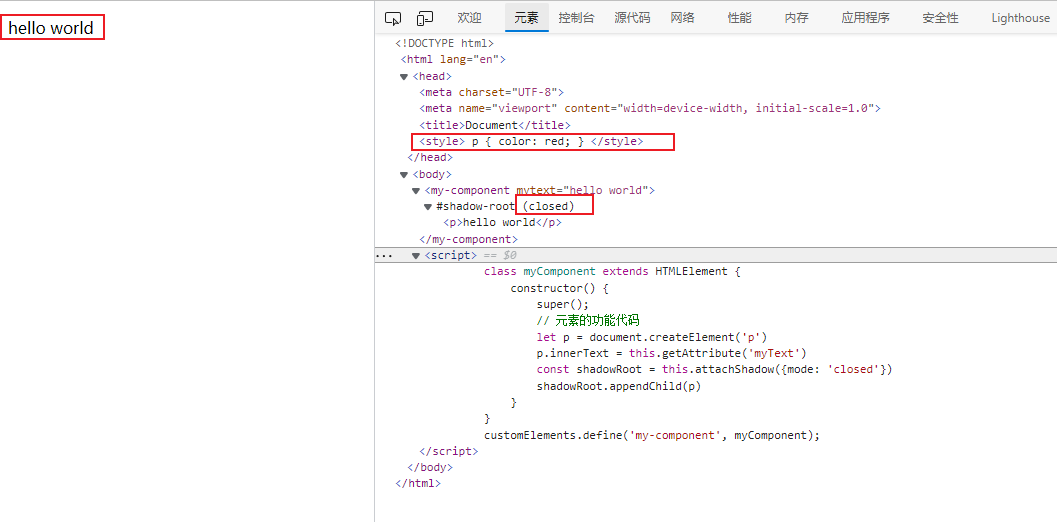 hello world
欢迎 元素 控制台 源代码 网络 性能 内存 应用程序 安全性 Lighthouse
<!DOCTYPE html>
<html lang="en">
▼<head>
<meta charset="UTF-8">
<meta name="viewport" content="width=device-width, initial-scale=1.0">
<title>Document</title>
<style> p { color: red; } </style>
</head>
▼<body>
▼<my-component mytext="hello world">
▼#shadow-root (closed)
<p>hello world</p>
</my-component>
... ▼<script> == $0
class myComponent extends HTMLElement {
constructor() {
super();
// 元素的功能代码
let p = document.createElement('p')
p.innerText = this.getAttribute('myText')
const shadowRoot = this.attachShadow({mode: 'closed'})
shadowRoot.appendChild(p)
}
}
customElements.define('my-component', myComponent);
</script>
</body>
</html>